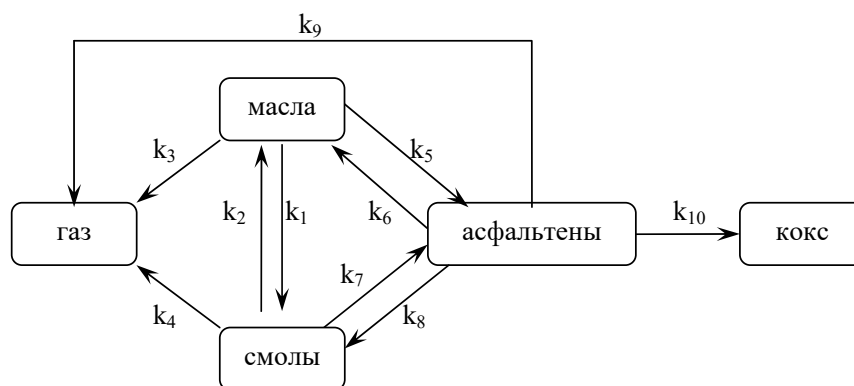 k9
масла
k3
k5
k2
k1
k6
газ
асфальтены
k10
кокс
k7
k4
k8
смолы